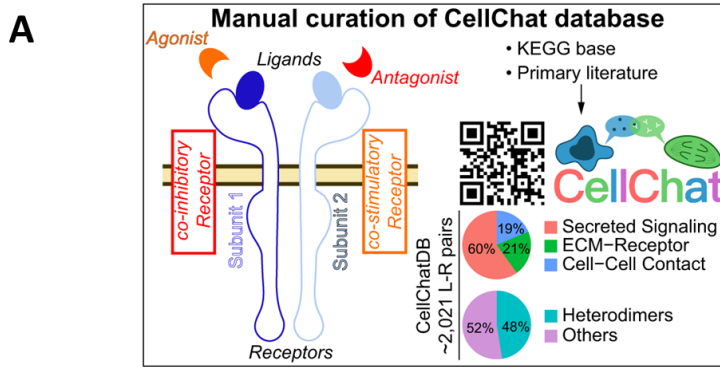 A
Manual curation of CellChat database
Agonist
Ligands
Antagonist
co-inhibitory
Receptor
Subunit 1
Subunit 2
co-stimulatory
Receptor
Receptors
• KEGG base
• Primary literature
CellChat
CellChatDB
~2,021 L-R pairs
19%
60%
21%
Secreted Signaling
ECM−Receptor
Cell−Cell Contact
52%
48%
Heterodimers
Others